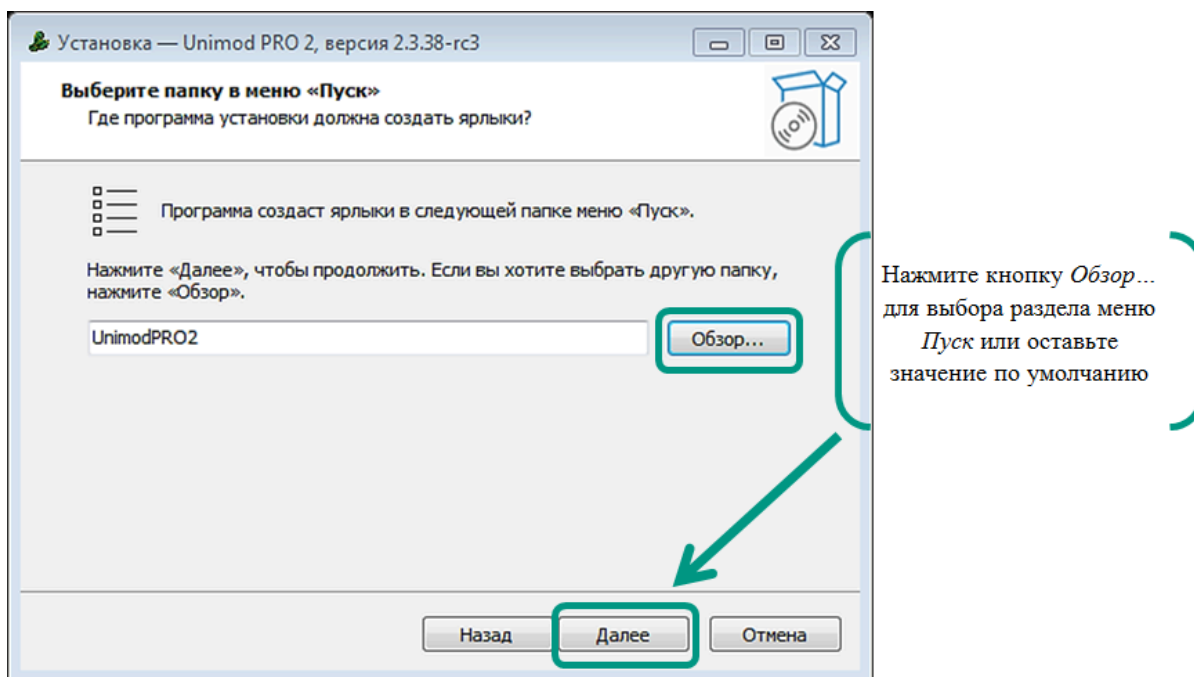 Установка — Unimod PRO 2, версия 2.3.38-rc3
Выберите папку в меню «Пуск»
Где программа установки должна создать ярлыки?
Программа создаст ярлыки в следующей папке меню «Пуск».
Нажмите «Далее», чтобы продолжить. Если вы хотите выбрать другую папку,
нажмите «Обзор».
UnimodPRO2
Обзор...
Нажмите кнопку Обзор...
для выбора раздела меню
Пуск или оставьте
значение по умолчанию
Назад
Далее
Отмена